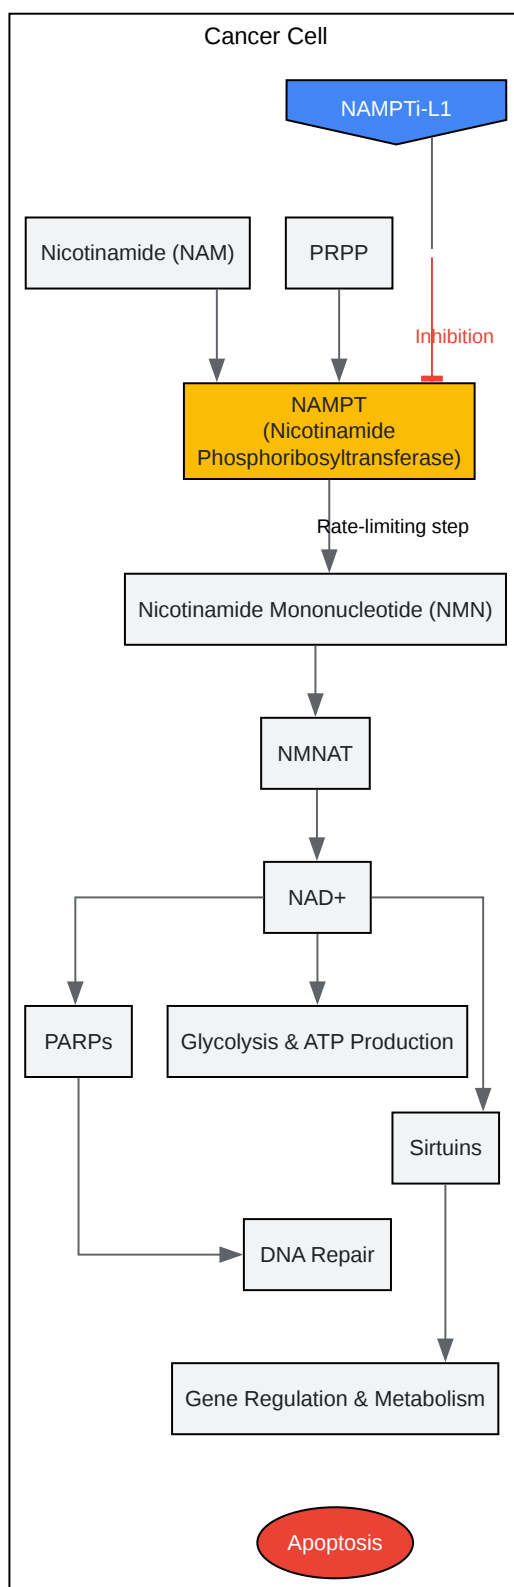 Cancer Cell
NAMPTi-L1
Nicotinamide (NAM)
PRPP
Inhibition
NAMPT
(Nicotinamide
Phosphoribosyltransferase)
Rate-limiting step
Nicotinamide Mononucleotide (NMN)
NMNAT
NAD+
PARPs
Glycolysis & ATP Production
Sirtuins
DNA Repair
Gene Regulation & Metabolism
Apoptosis